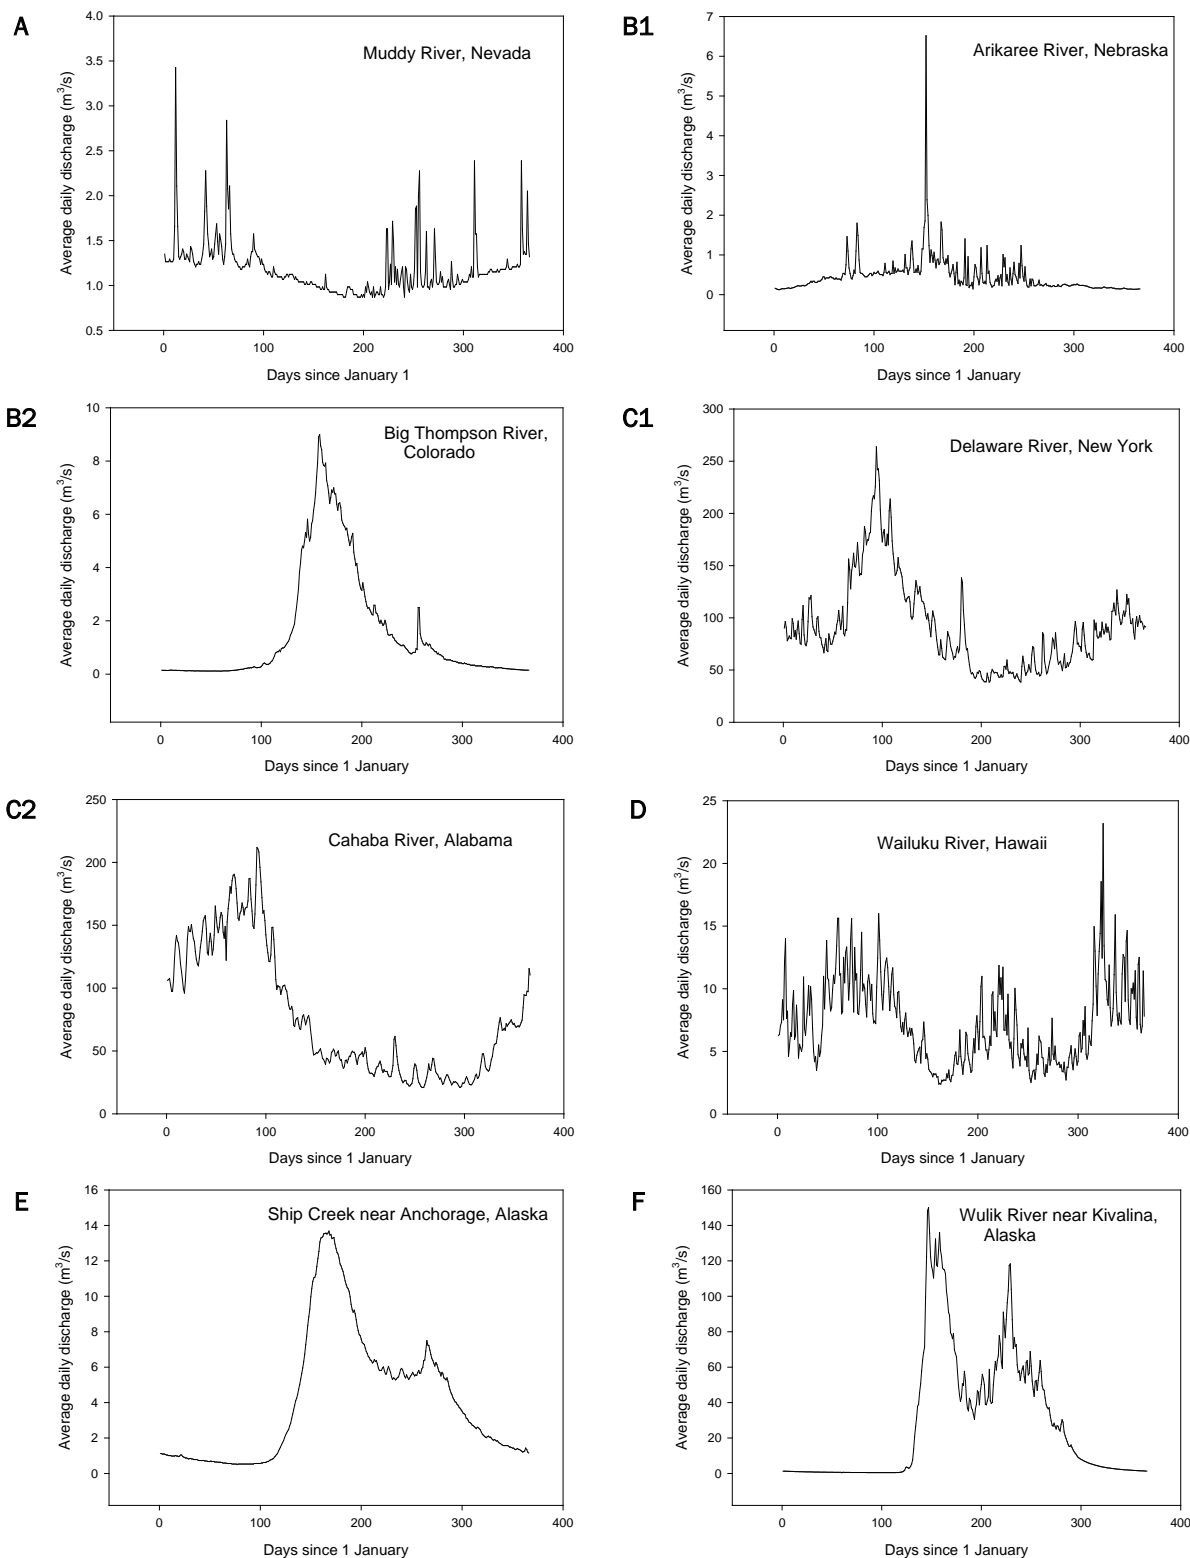 A
Muddy River, Nevada
Average daily discharge (m³/s)
4.0
3.5
3.0
2.5
2.0
1.5
1.0
0.5
0
100
200
300
400
Days since January 1
B1
Arikaree River, Nebraska
Average daily discharge (m³/s)
7
6
5
4
3
2
1
0
0
100
200
300
400
Days since 1 January
B2
Big Thompson River,
Colorado
Average daily discharge (m³/s)
10
8
6
4
2
0
0
100
200
300
400
Days since 1 January
C1
Delaware River, New York
Average daily discharge (m³/s)
300
250
200
150
100
50
0
0
100
200
300
400
Days since 1 January
C2
Cahaba River, Alabama
Average daily discharge (m³/s)
250
200
150
100
50
0
0
100
200
300
400
Days since 1 January
D
Wailuku River, Hawaii
Average daily discharge (m³/s)
25
20
15
10
5
0
0
100
200
300
400
Days since 1 January
E
Ship Creek near Anchorage, Alaska
Average daily discharge (m³/s)
16
14
12
10
8
6
4
2
0
0
100
200
300
400
Days since 1 January
F
Wulik River near Kivalina,
Alaska
Average daily discharge (m³/s)
160
140
120
100
80
60
40
20
0
0
100
200
300
400
Days since 1 January